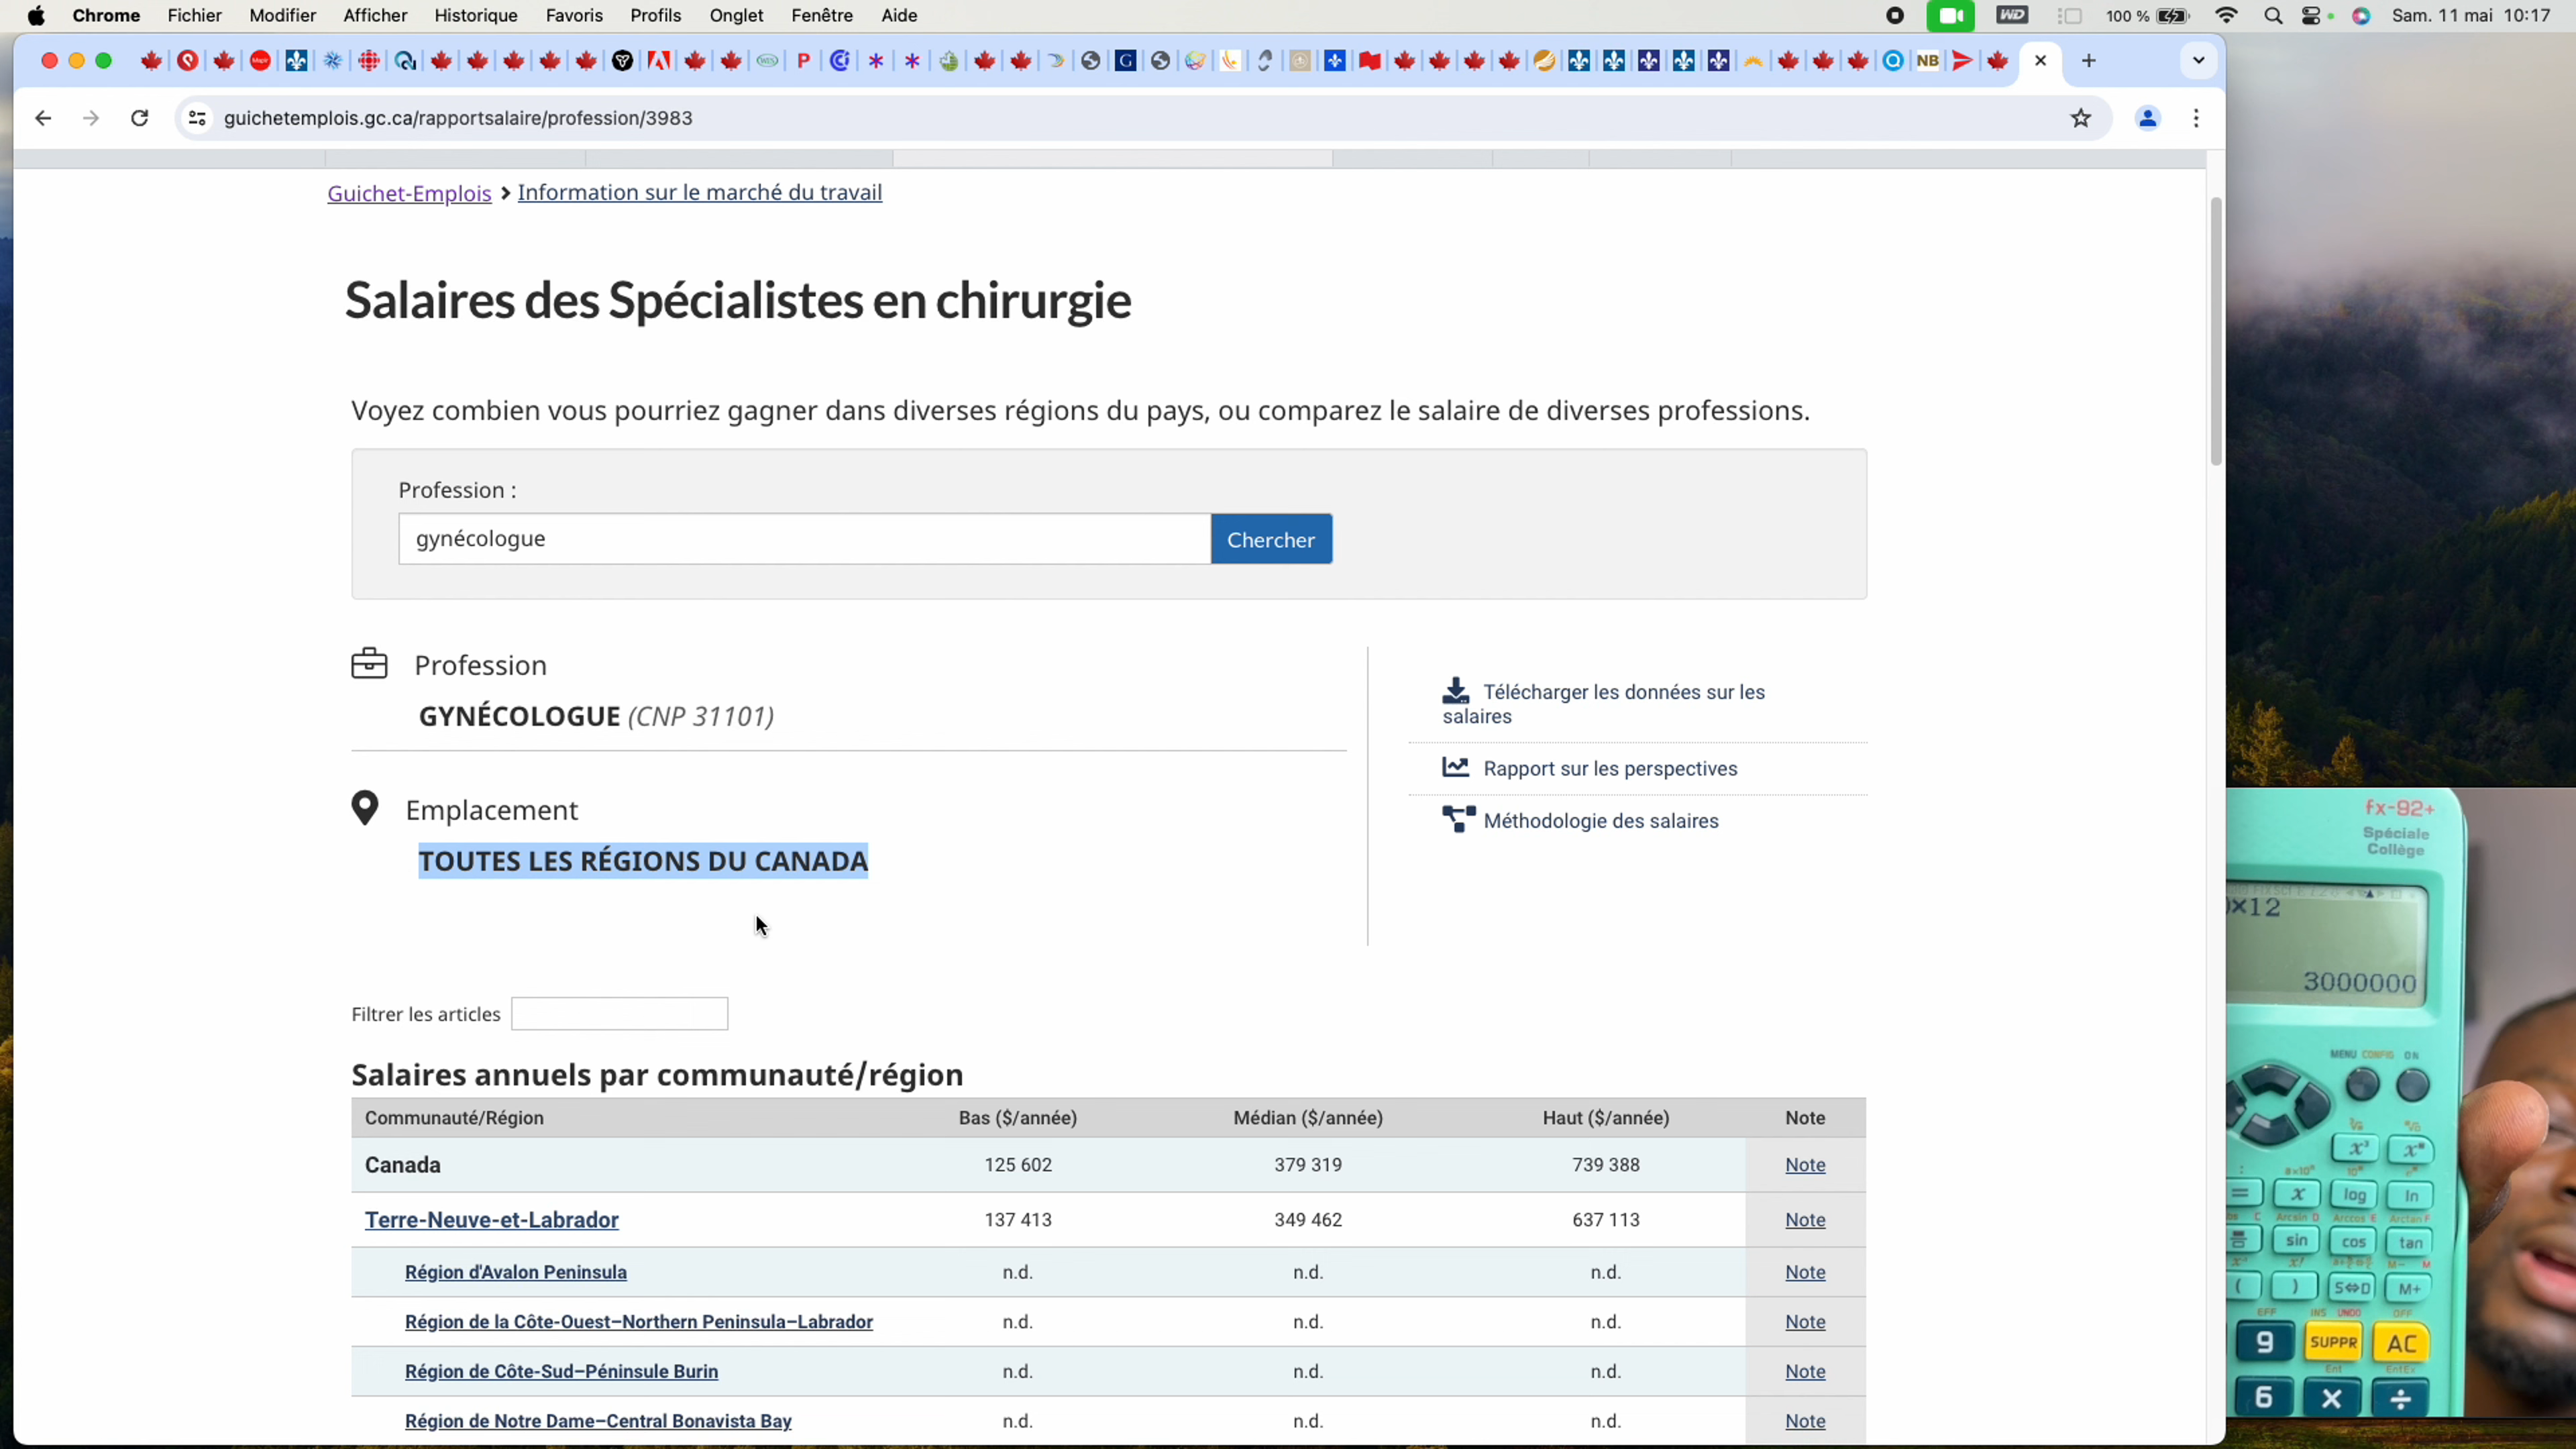 Chrome Fichier Modifier Afficher Historique Favoris Profils Onglet Fenêtre Aide
WD 100 % Sam. 11 mai 10:17
guichetemplois.gc.ca/rapportsalaire/profession/3983
Guichet-Emplois > Information sur le marché du travail
Salaires des Spécialistes en chirurgie
Voyez combien vous pourriez gagner dans diverses régions du pays, ou comparez le salaire de diverses professions.
Profession :
gynécologue Chercher
Profession
GYNÉCOLOGUE (CNP 31101)
Télécharger les données sur les
salaires
Rapport sur les perspectives
Méthodologie des salaires
Emplacement
TOUTES LES RÉGIONS DU CANADA
Filtrer les articles
Salaires annuels par communauté/région
Communauté/Région Bas ($/année) Médian ($/année) Haut ($/année) Note
Canada 125 602 379 319 739 388 Note
Terre-Neuve-et-Labrador 137 413 349 462 637 113 Note
Région d'Avalon Peninsula n.d. n.d. n.d. Note
Région de la Côte-Ouest–Northern Peninsula–Labrador n.d. n.d. n.d. Note
Région de Côte-Sud–Péninsule Burin n.d. n.d. n.d. Note
Région de Notre Dame–Central Bonavista Bay n.d. n.d. n.d. Note
fx-92+
Spéciale
Collège
×12
3000000
MENU CONFIG ON
x log ln
sin cos tan
( ) S⇔D M+
9 SUPPR AC
6 × ÷